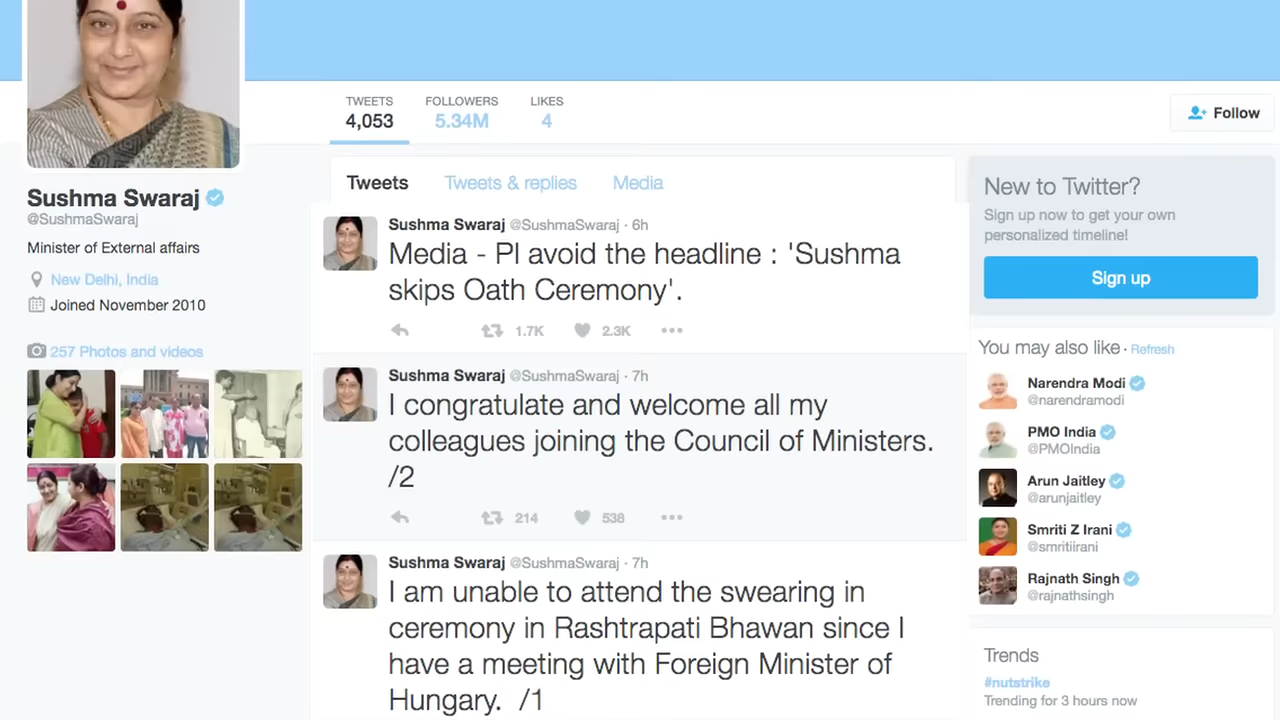 TWEETS
4,053
FOLLOWERS
5.34M
LIKES
4
Follow
Sushma Swaraj
@SushmaSwaraj
Minister of External affairs
New Delhi, India
Joined November 2010
257 Photos and videos
Tweets
Tweets & replies
Media
Sushma Swaraj @SushmaSwaraj · 6h
Media - Pl avoid the headline : 'Sushma
skips Oath Ceremony'.
1.7K
2.3K
Sushma Swaraj @SushmaSwaraj · 7h
I congratulate and welcome all my
colleagues joining the Council of Ministers.
/2
214
538
Sushma Swaraj @SushmaSwaraj · 7h
I am unable to attend the swearing in
ceremony in Rashtrapati Bhawan since I
have a meeting with Foreign Minister of
Hungary. /1
New to Twitter?
Sign up now to get your own
personalized timeline!
Sign up
You may also like · Refresh
Narendra Modi
@narendramodi
PMO India
@PMOIndia
Arun Jaitley
@arunjaitley
Smriti Z Irani
@smritiirani
Rajnath Singh
@rajnathsingh
Trends
#nutstrike
Trending for 3 hours now